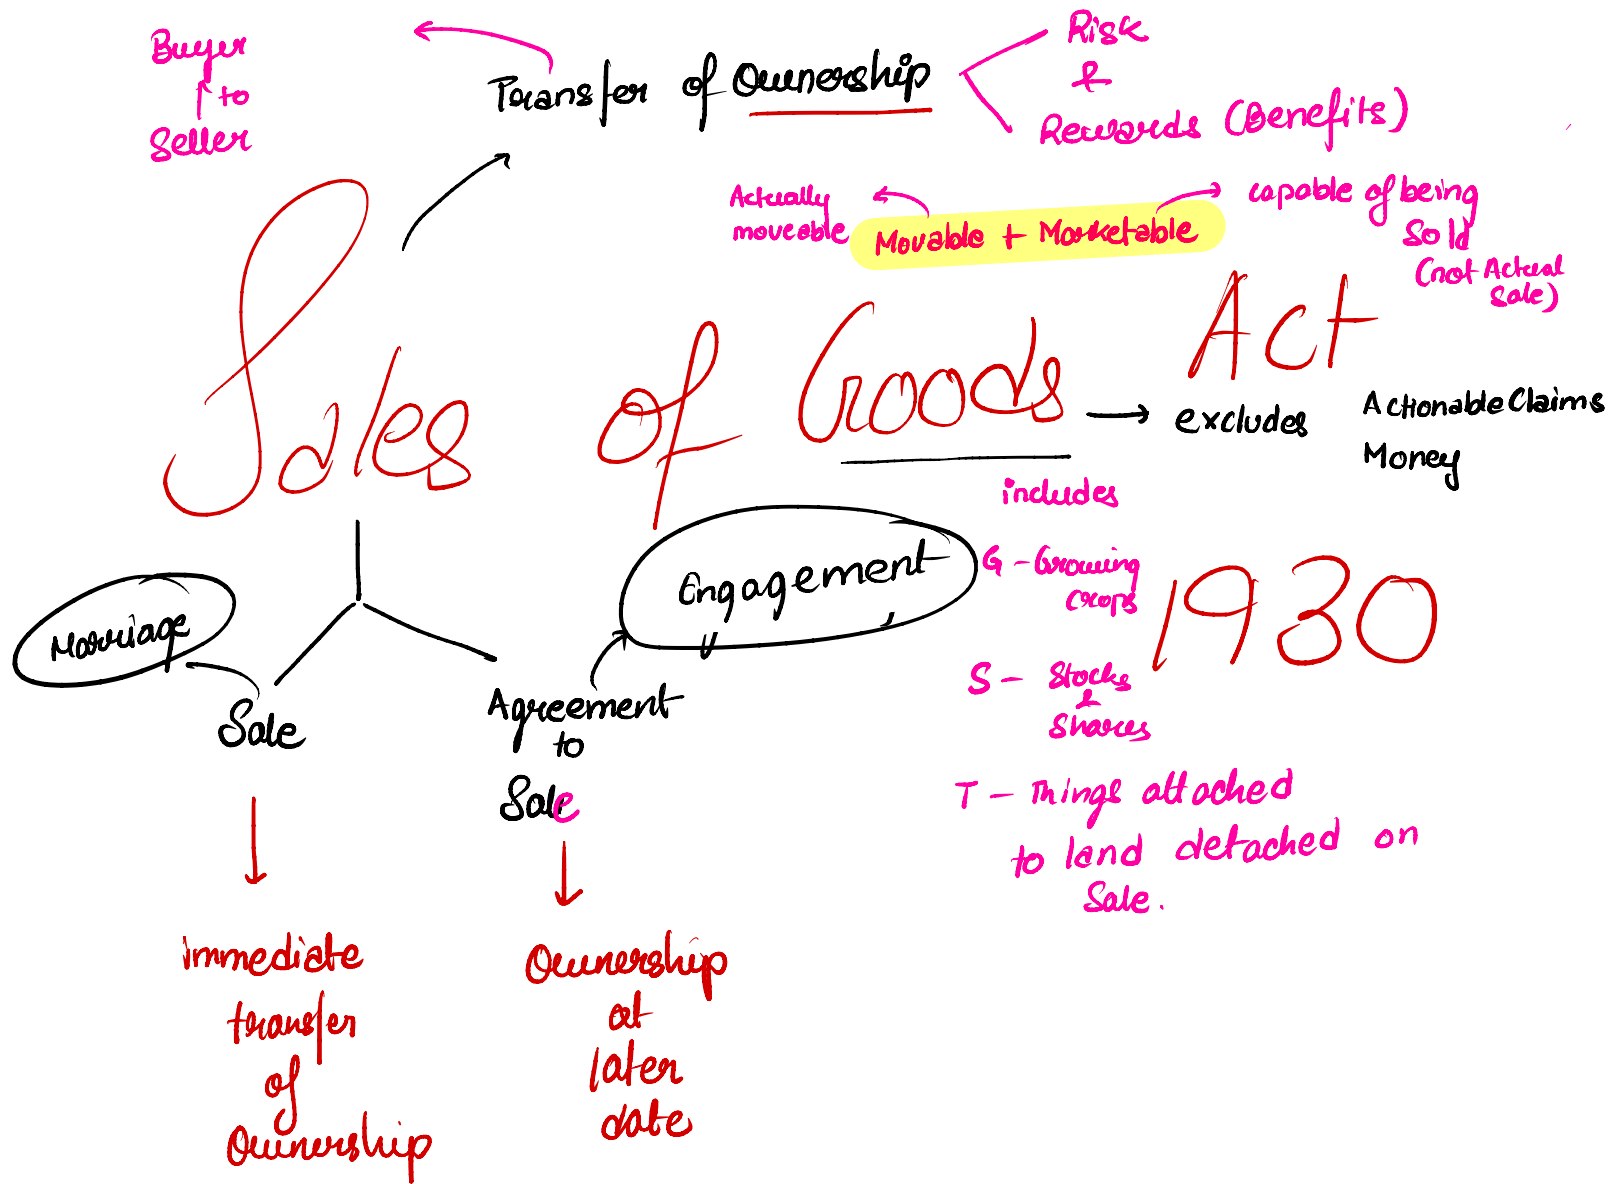 Buyer
to
Seller
Transfer of Ownership
Risk
&
Rewards (Benefits)
Actually
moveable
Movable + Marketable
capable of being
Sold
(not Actual
Sale)
Sales of Goods Act
1930
excludes
Actionable Claims
Money
includes
G - Growing
crops
S - Stocks
&
Shares
T - Things attached
to land detached on
Sale.
Marriage
Engagement
Sale
Agreement
to
Sale
immediate
transfer
of
Ownership
Ownership
at
later
date